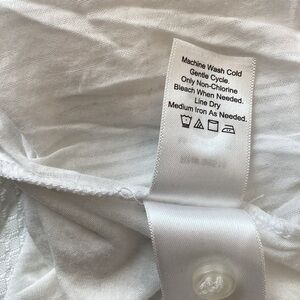 Machine Wash Cold
Gentle Cycle.
Only Non-Chlorine
Bleach When Needed.
Line Dry
Medium Iron As Needed.